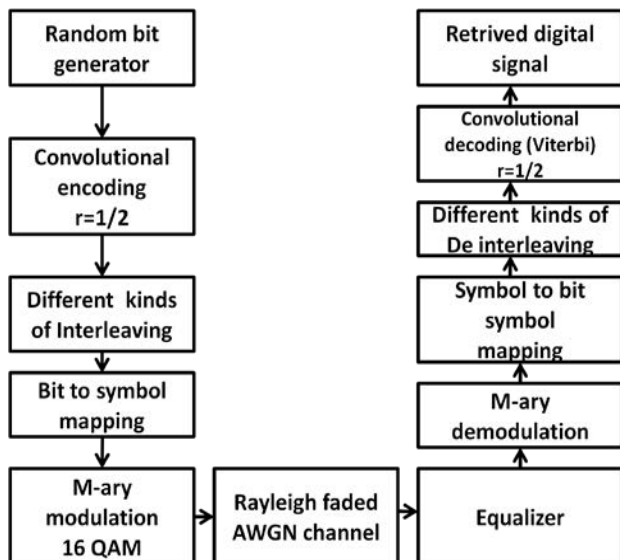 Random bit
generator
Convolutional
encoding
r=1/2
Different kinds
of Interleaving
Bit to symbol
mapping
M-ary
modulation
16 QAM
Rayleigh faded
AWGN channel
Equalizer
M-ary
demodulation
Symbol to bit
symbol
mapping
Different kinds of
De interleaving
Convolutional
decoding (Viterbi)
r=1/2
Retrived digital
signal